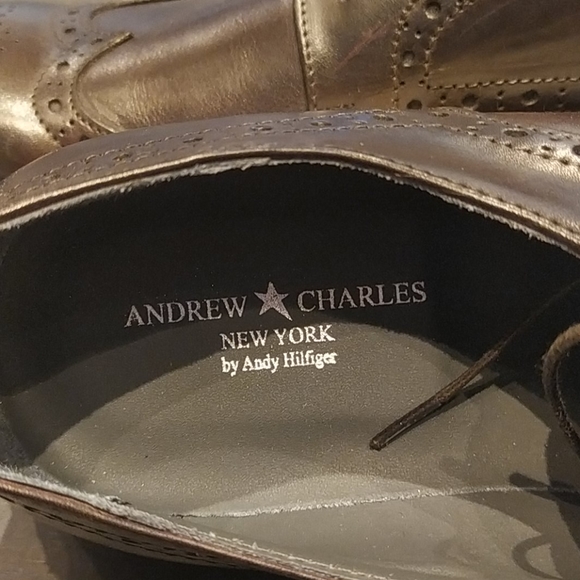 ANDREW ★ CHARLES
NEW YORK
by Andy Hilfiger